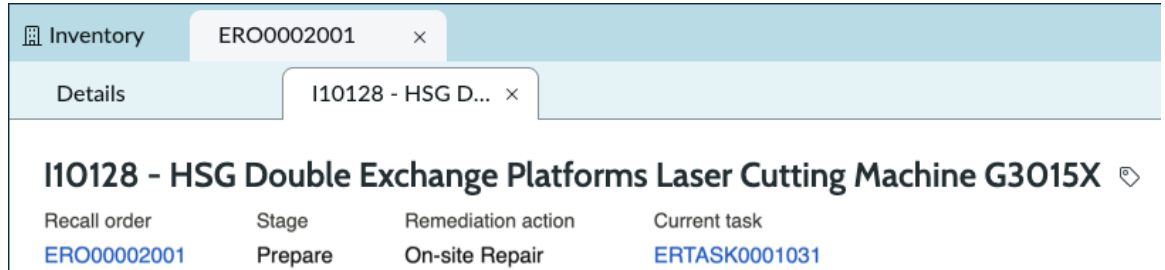 Inventory ERO0002001 ×
Details I10128 - HSG D... ×
I10128 - HSG Double Exchange Platforms Laser Cutting Machine G3015X
Recall order Stage Remediation action Current task
ERO00002001 Prepare On-site Repair ERTASK0001031